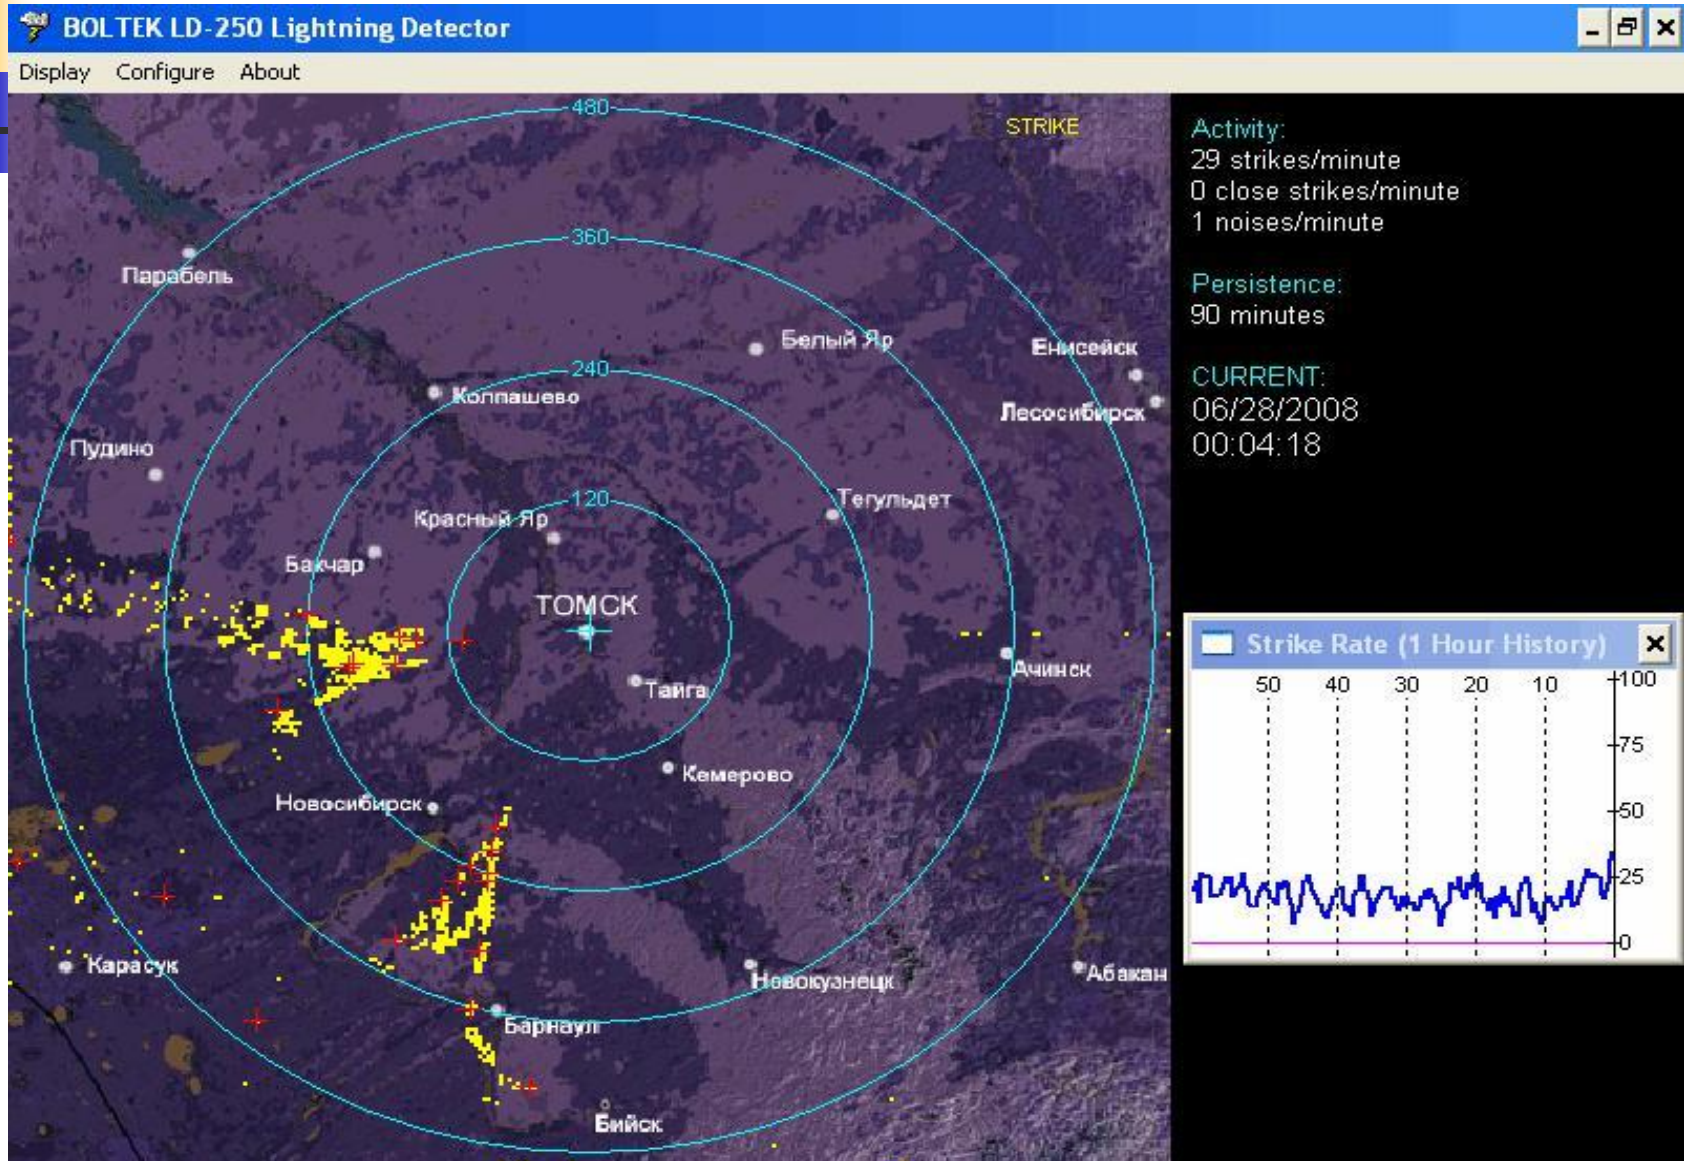 BOLTEK LD-250 Lightning Detector
Display Configure About
480
STRIKE
Парабель
360
Белый Яр
Енисейск
240
Колпашево
Лесосибирск
Пудино
120
Тегульдет
Красный Яр
Бакчар
ТОМСК
Ачинск
Тайга
Кемерово
Новосибирск
Карасук
Новокузнецк
Абакан
Барнаул
Бийск
Activity:
29 strikes/minute
0 close strikes/minute
1 noises/minute
Persistence:
90 minutes
CURRENT:
06/28/2008
00:04:18
Strike Rate (1 Hour History)
50 40 30 20 10
100
75
50
25
0